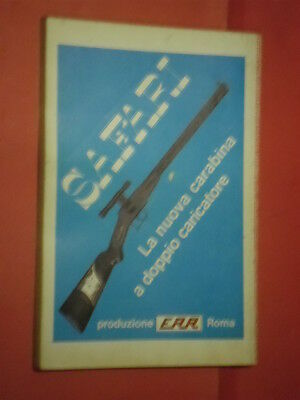 SAFARI
La nuova carabina
a doppio caricatore
produzione E.R.R. Roma